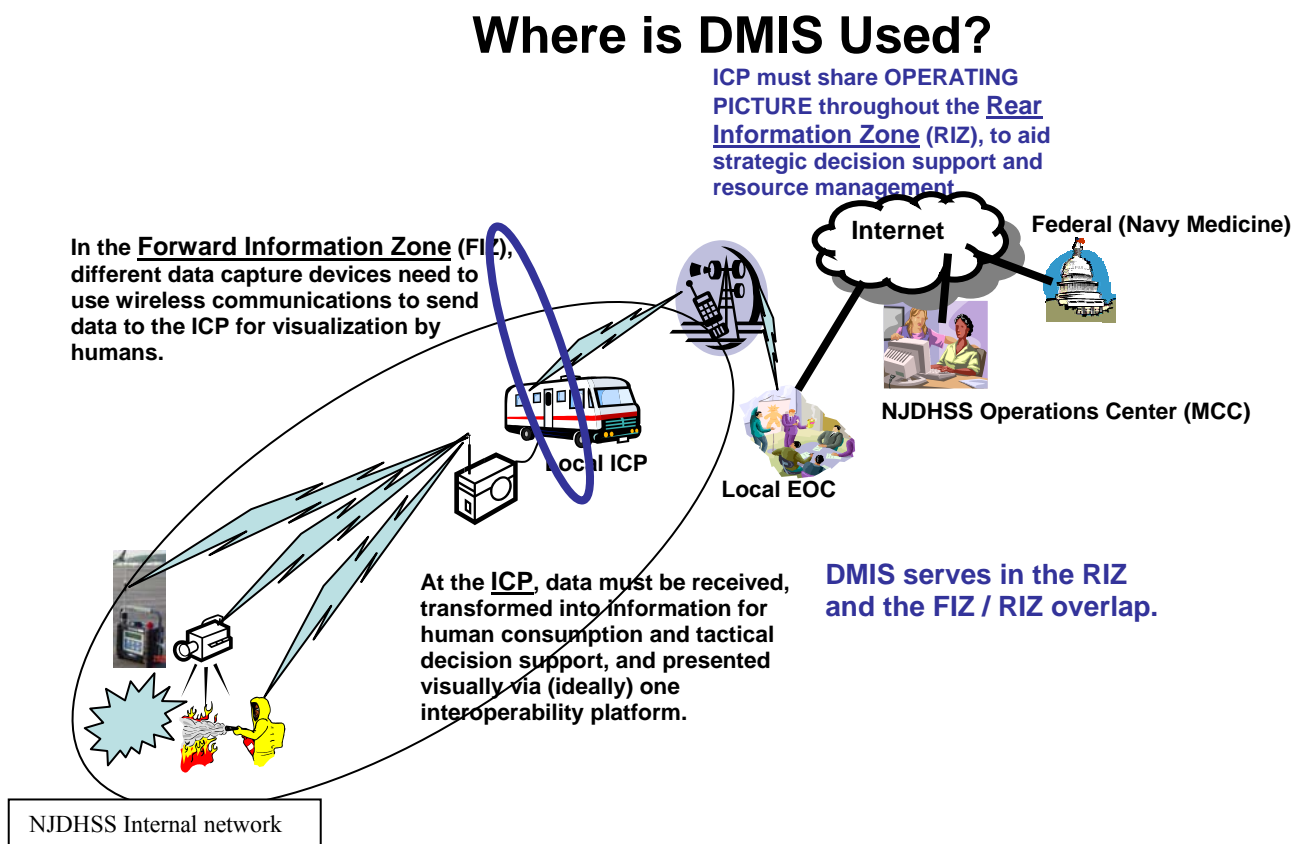 Where is DMIS Used?
ICP must share OPERATING
PICTURE throughout the Rear
Information Zone (RIZ), to aid
strategic decision support and
resource management
In the Forward Information Zone (FIZ),
different data capture devices need to
use wireless communications to send
data to the ICP for visualization by
humans.
Internet
Federal (Navy Medicine)
NJDHSS Operations Center (MCC)
Local ICP
Local EOC
At the ICP, data must be received,
transformed into information for
human consumption and tactical
decision support, and presented
visually via (ideally) one
interoperability platform.
DMIS serves in the RIZ
and the FIZ / RIZ overlap.
NJDHSS Internal network